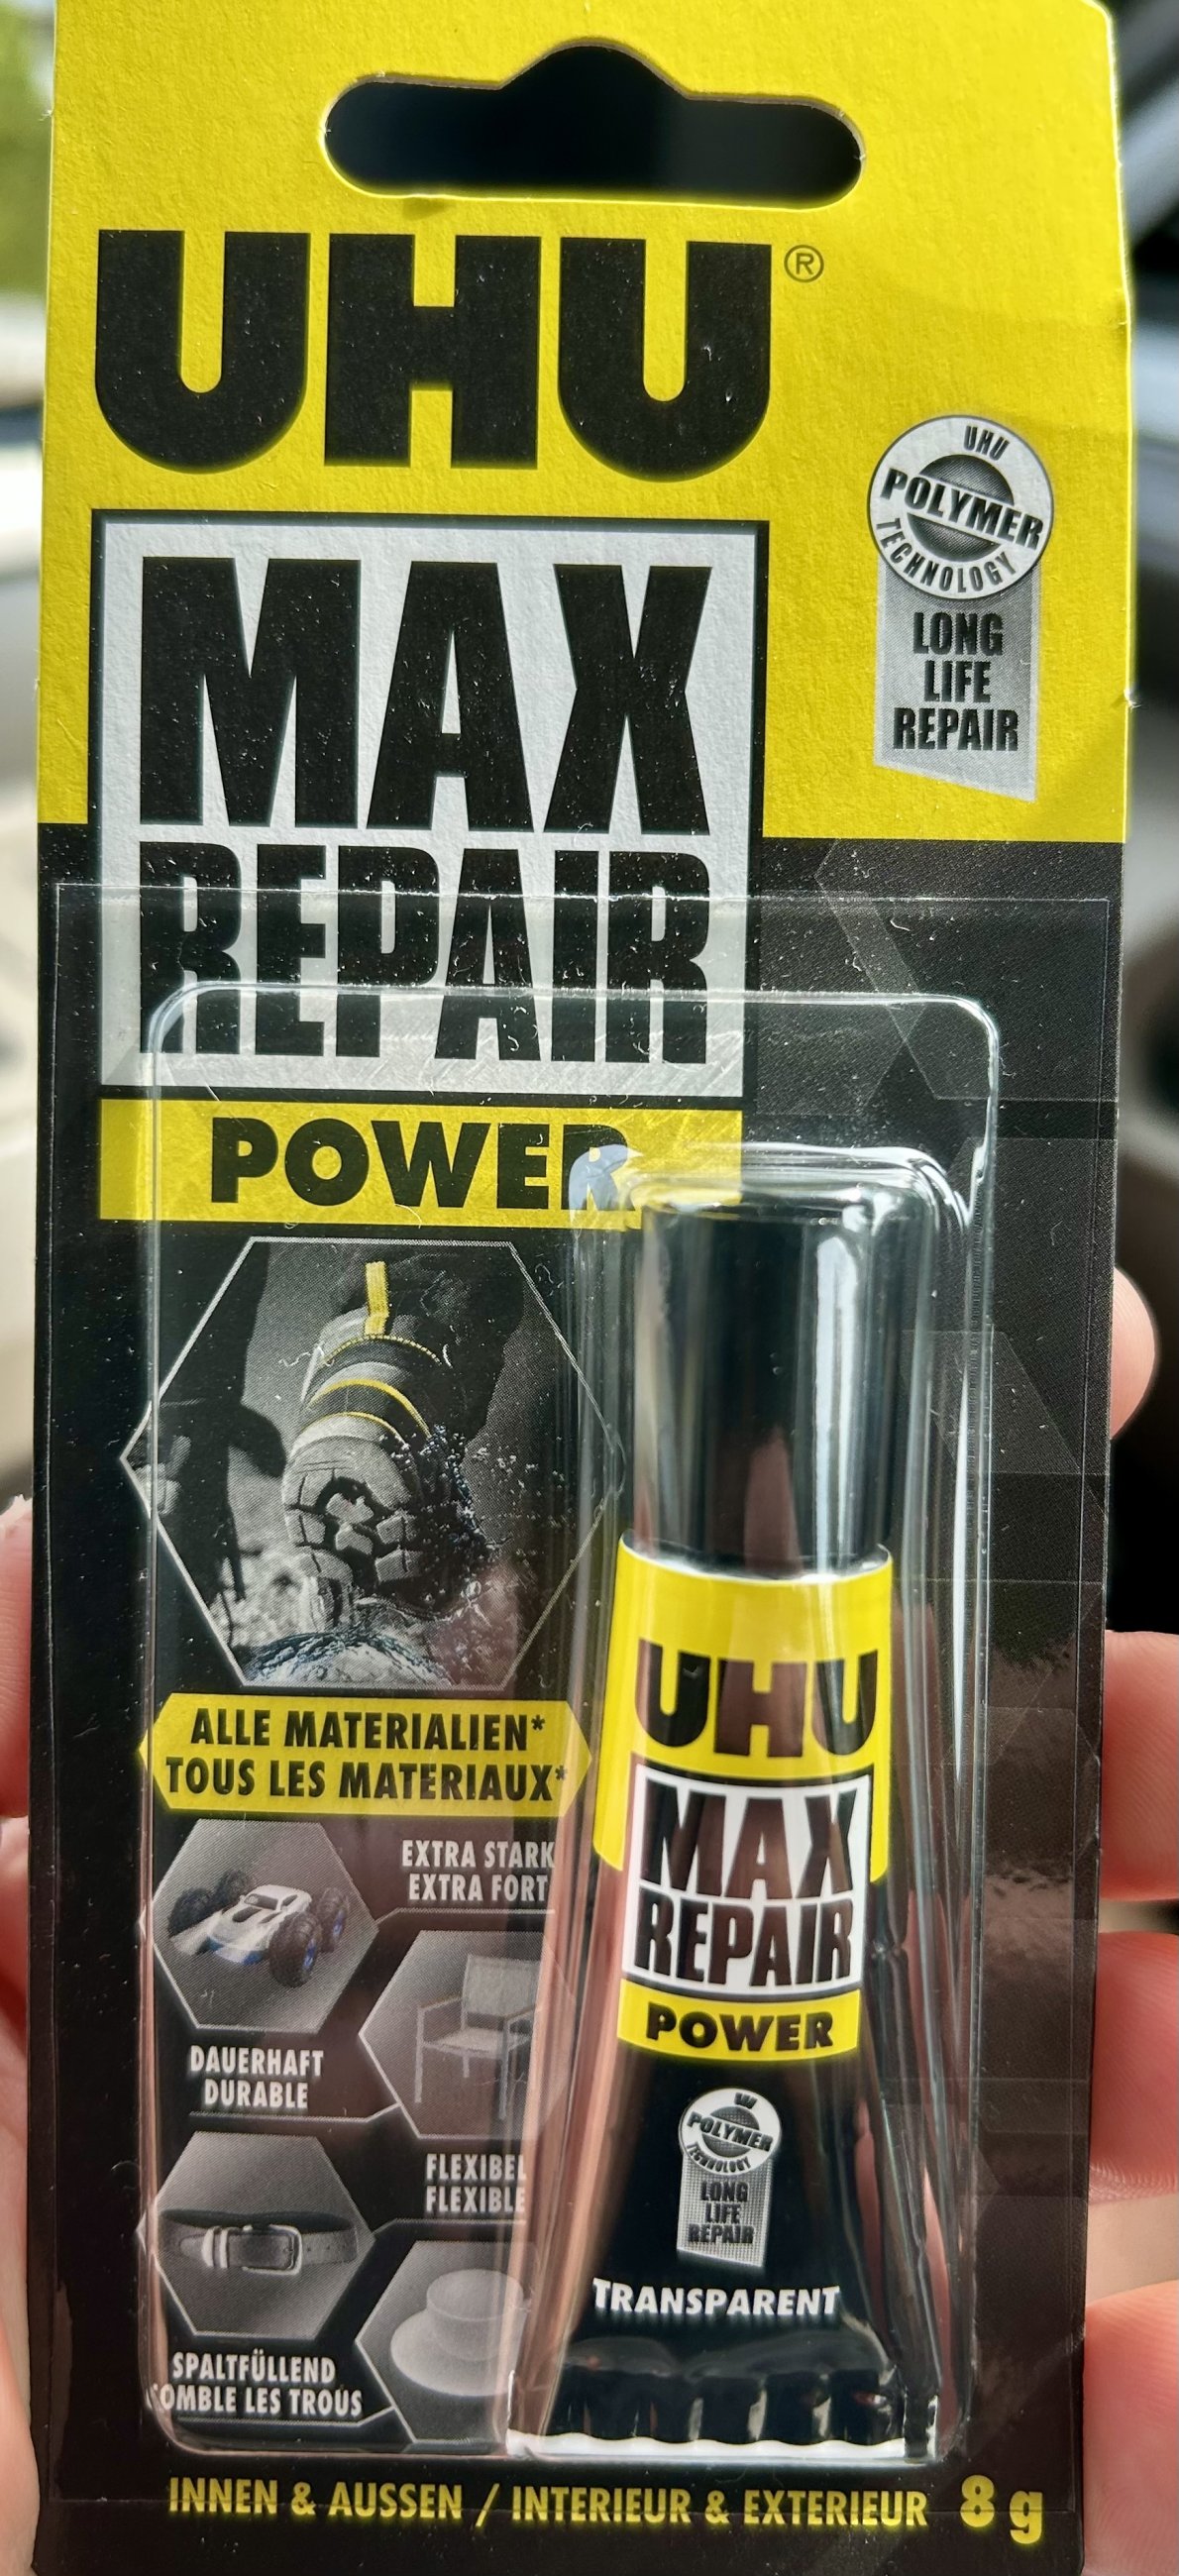 UHU®
UHU
POLYMER
TECHNOLOGY
LONG
LIFE
REPAIR
MAX
REPAIR
POWER
ALLE MATERIALIEN*
TOUS LES MATERIAUX*
EXTRA STARK
EXTRA FORT
DAUERHAFT
DURABLE
FLEXIBEL
FLEXIBLE
SPALTFÜLLEND
COMBLE LES TROUS
UHU
MAX
REPAIR
POWER
POLYMER
TECHNOLOGY
LONG
LIFE
REPAIR
TRANSPARENT
INNEN & AUSSEN / INTERIEUR & EXTERIEUR 8 g